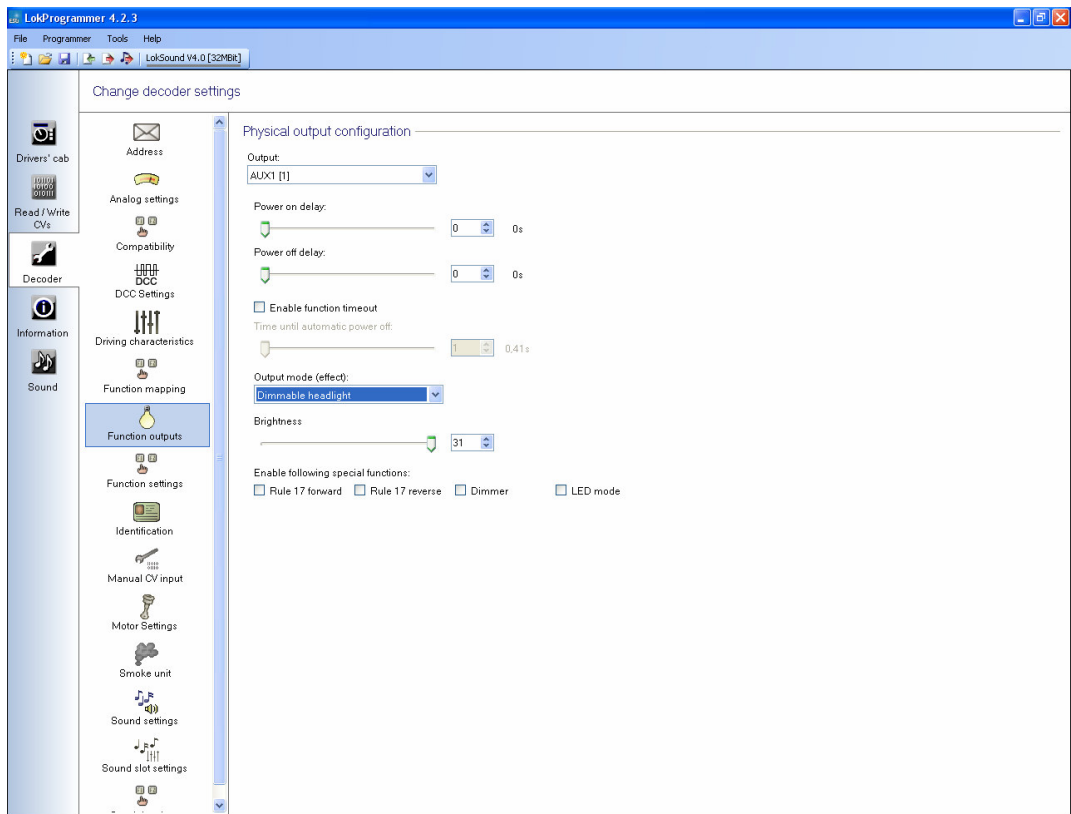 LokProgrammer 4.2.3
File Programmer Tools Help
LokSound V4.0 [32MBit]
Change decoder settings
Drivers' cab
Read / Write
CVs
Decoder
Information
Sound
Address
Analog settings
Compatibility
DCC
DCC Settings
Driving characteristics
Function mapping
Function outputs
Function settings
Identification
Manual CV input
Motor Settings
Smoke unit
Sound settings
Sound slot settings
Physical output configuration
Output:
AUX1 [1]
Power on delay:
0 0s
Power off delay:
0 0s
Enable function timeout
Time until automatic power off:
1 0,41s
Output mode (effect):
Dimmable headlight
Brightness
31
Enable following special functions:
Rule 17 forward Rule 17 reverse Dimmer LED mode